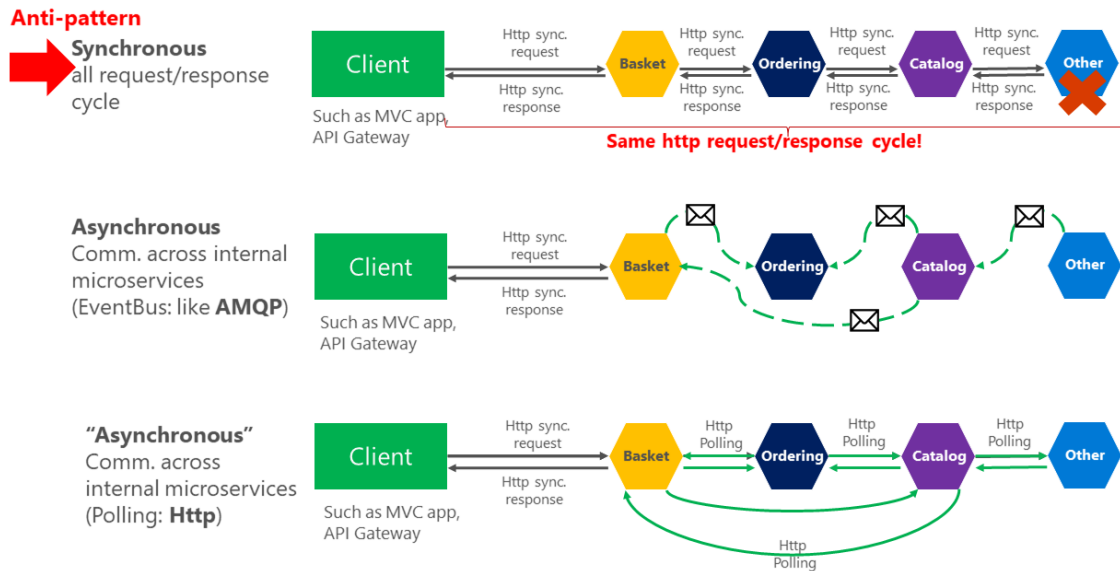 Anti-pattern
Synchronous
all request/response
cycle
Client
Such as MVC app,
API Gateway
Http sync.
request
Http sync.
response
Basket
Http sync.
request
Http sync.
response
Ordering
Http sync.
request
Http sync.
response
Catalog
Http sync.
request
Http sync.
response
Other
Same http request/response cycle!
Asynchronous
Comm. across internal
microservices
(EventBus: like AMQP)
Client
Such as MVC app,
API Gateway
Http sync.
request
Http sync.
response
Basket
Ordering
Catalog
Other
“Asynchronous”
Comm. across
internal microservices
(Polling: Http)
Client
Such as MVC app,
API Gateway
Http sync.
request
Http sync.
response
Basket
Http
Polling
Ordering
Http
Polling
Catalog
Http
Polling
Other
Http
Polling